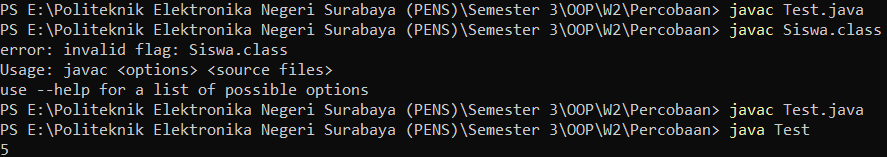 PS E:\Politeknik Elektronika Negeri Surabaya (PENS)\Semester 3\OOP\W2\Percobaan> javac Test.java
PS E:\Politeknik Elektronika Negeri Surabaya (PENS)\Semester 3\OOP\W2\Percobaan> javac Siswa.class
error: invalid flag: Siswa.class
Usage: javac <options> <source files>
use --help for a list of possible options
PS E:\Politeknik Elektronika Negeri Surabaya (PENS)\Semester 3\OOP\W2\Percobaan> javac Test.java
PS E:\Politeknik Elektronika Negeri Surabaya (PENS)\Semester 3\OOP\W2\Percobaan> java Test
5